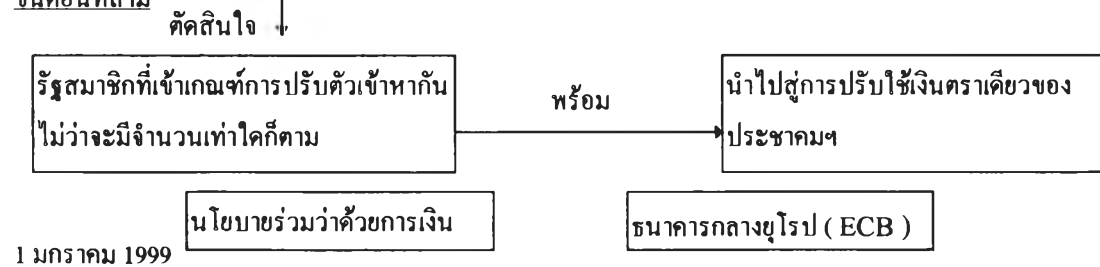 ขั้นตอนที่สาม
ตัดสินใจ
รัฐสมาชิกที่เข้าเกณฑ์การปรับตัวเข้าหากัน
ไม่ว่าจะมีจำนวนเท่าใดก็ตาม
พร้อม
นำไปสู่การปรับใช้เงินตราเดียวของ
ประชาคมฯ
นโยบายร่วมว่าด้วยการเงิน
ธนาคารกลางยุโรป ( ECB )
1 มกราคม 1999